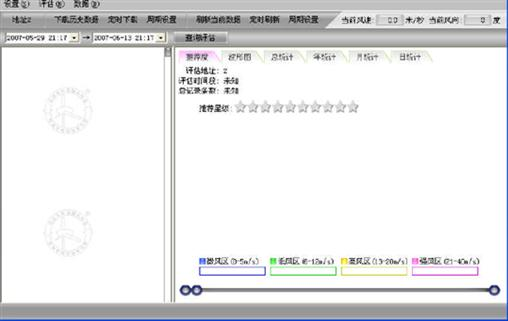 设置(S) 评估(E) 数据(D)
地址2 下载历史数据 定时下载 周期设置 刷新当前数据 定时刷新 周期设置 当前风速: 0.0 米/秒 当前风向: 0 度
2007-05-29 21:17 → 2007-06-13 21:17 查询评估
推荐度 波形图 总统计 年统计 月统计 日统计
评估地址: 2
评估时间段: 未知
总记录条数: 未知
推荐星级:
微风区(0-5m/s) 低风区(6-12m/s) 高风区(13-20m/s) 强风区(21-40m/s)